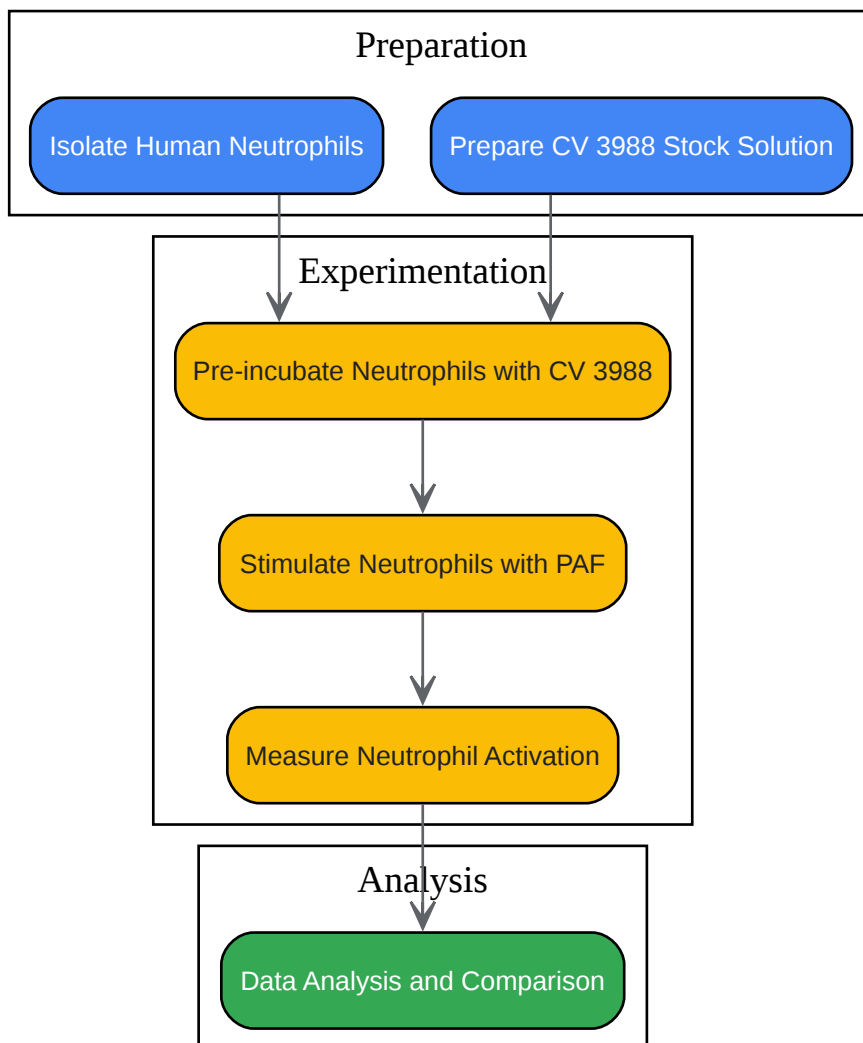 Preparation
Isolate Human Neutrophils
Prepare CV 3988 Stock Solution
Experimentation
Pre-incubate Neutrophils with CV 3988
Stimulate Neutrophils with PAF
Measure Neutrophil Activation
Analysis
Data Analysis and Comparison